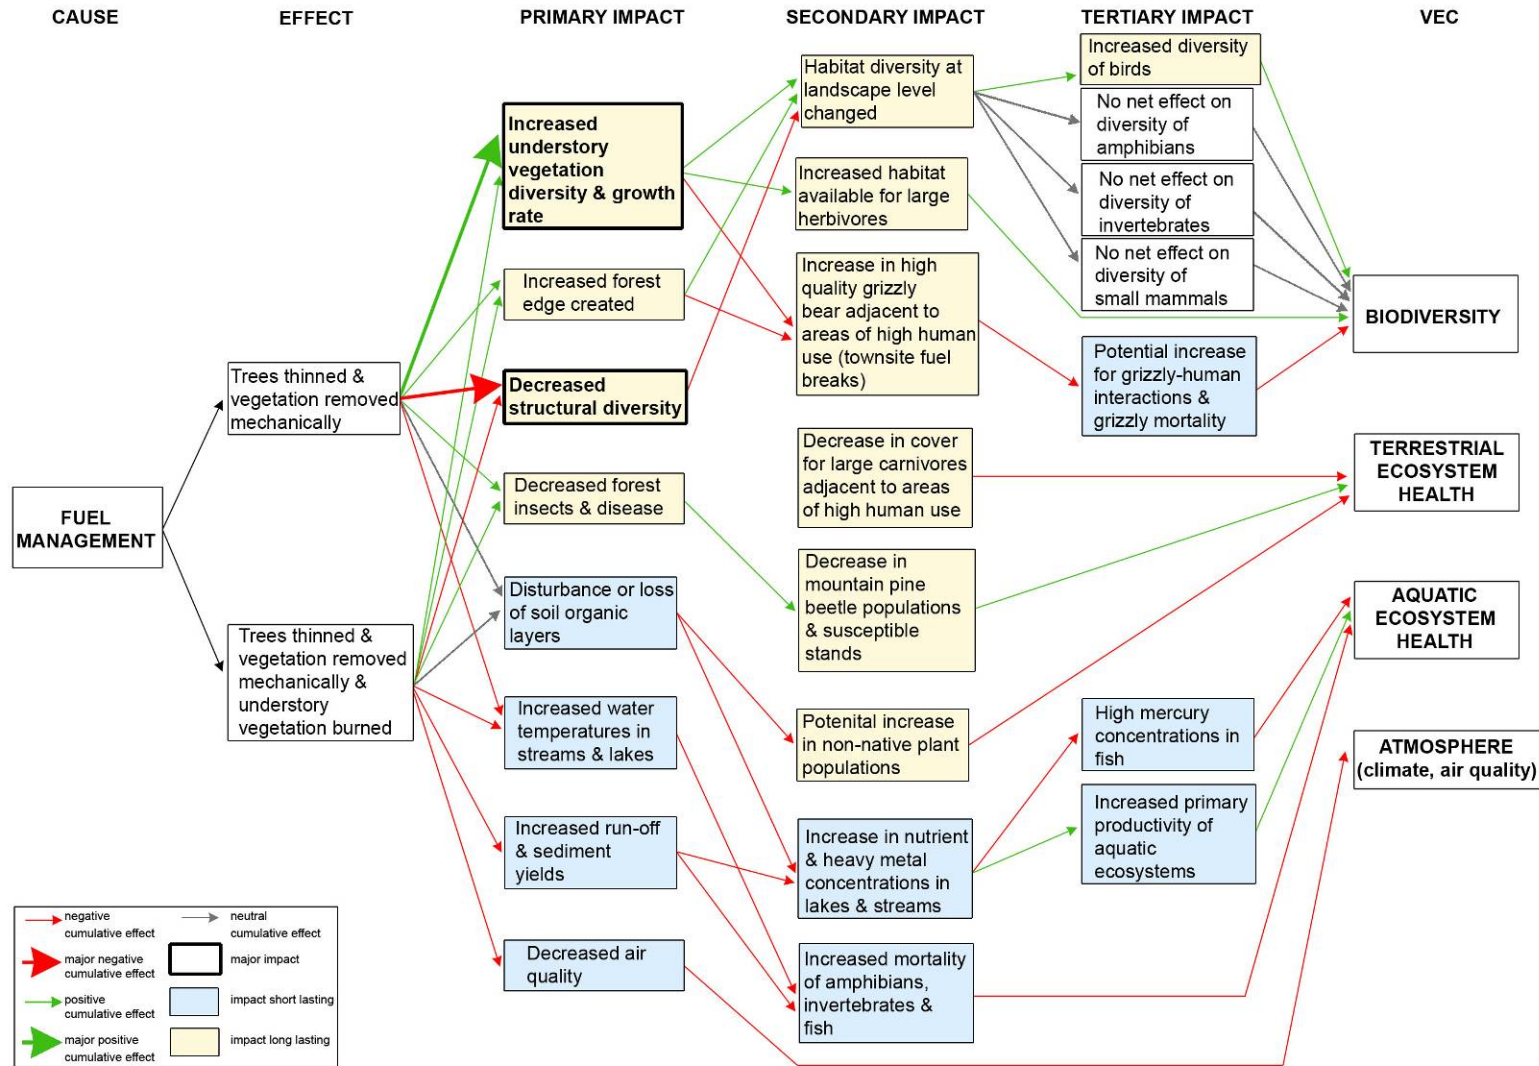 CAUSE
EFFECT
PRIMARY IMPACT
SECONDARY IMPACT
TERTIARY IMPACT
VEC
FUEL
MANAGEMENT
Trees thinned &
vegetation removed
mechanically
Trees thinned &
vegetation removed
mechanically &
understory
vegetation burned
Increased
understory
vegetation
diversity & growth
rate
Increased forest
edge created
Decreased
structural diversity
Decreased forest
insects & disease
Disturbance or loss
of soil organic
layers
Increased water
temperatures in
streams & lakes
Increased run-off
& sediment
yields
Decreased air
quality
Habitat diversity at
landscape level
changed
Increased habitat
available for large
herbivores
Increase in high
quality grizzly
bear adjacent to
areas of high human
use (townsite fuel
breaks)
Decrease in cover
for large carnivores
adjacent to areas
of high human use
Decrease in
mountain pine
beetle populations
& susceptible
stands
Potenital increase
in non-native plant
populations
Increase in nutrient
& heavy metal
concentrations in
lakes & streams
Increased mortality
of amphibians,
invertebrates &
fish
Increased diversity
of birds
No net effect on
diversity of
amphibians
No net effect on
diversity of
invertebrates
No net effect on
diversity of
small mammals
Potential increase
for grizzly-human
interactions &
grizzly mortality
High mercury
concentrations in
fish
Increased primary
productivity of
aquatic
ecosystems
BIODIVERSITY
TERRESTRIAL
ECOSYSTEM
HEALTH
AQUATIC
ECOSYSTEM
HEALTH
ATMOSPHERE
(climate, air quality)
negative
cumulative effect
major negative
cumulative effect
positive
cumulative effect
major positive
cumulative effect
neutral
cumulative effect
major impact
impact short lasting
impact long lasting